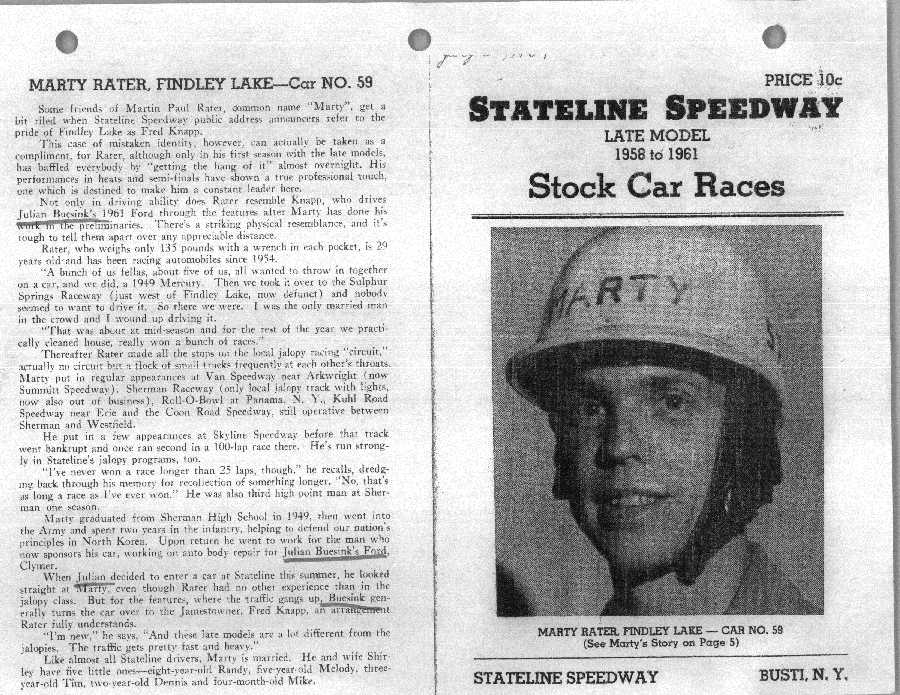 MARTY RATER, FINDLEY LAKE—Car NO. 59
Some friends of Martin Paul Rater, common name "Marty", get a
bit riled when Stateline Speedway public address announcers refer to the
pride of Findley Lake as Fred Knapp.
This case of mistaken identity, however, can actually be taken as a
compliment, for Rater, although only in his first season with the late models,
has baffled everybody by "getting the hang of it" almost overnight. His
performances in heats and semi-finals have shown a true professional touch,
one which is destined to make him a constant leader here.
Not only in driving ability does Rarer resemble Knapp, who drives
Julian Buesink's 1961 Ford through the features after Marty has done his
work in the preliminaries. There's a striking physical resemblance, and it's
tough to tell them apart over any appreciable distance.
Rater, who weighs only 135 pounds with a wrench in each pocket, is 29
years old and has been racing automobiles since 1954.
"A bunch of us fellas, about five of us, all wanted to throw in together
on a car, and we did, a 1949 Mercury. Then we took it over to the Sulphur
Springs Raceway (just west of Findley Lake, now defunct) and nobody
seemed to want to drive it. So there we were. I was the only married man
in the crowd and I wound up driving it.
"That was about at mid-season and for the rest of the year we practi-
cally cleaned house, really won a bunch of races."
Thereafter Rater made all the stops on the local jalopy racing "circuit,"
actually no circuit but a flock of small tracks frequently at each other's throats.
Marty put in regular appearances at Van Speedway near Arkwright (now
Summitt Speedway). Sherman Raceway (only local jalopy track with lights,
now also out of business), Roll-O-Bowl at Panama, N. Y., Kuhl Road
Speedway near Erie and the Coon Road Speedway, still operative between
Sherman and Westfield.
He put in a few appearances at Skyline Speedway before that track
went bankrupt and once ran second in a 100-lap race there. He's run strong-
ly in Stateline's jalopy programs, too.
"I've never won a race longer than 25 laps, though," he recalls, dredg-
ing back through his memory for recollection of something longer. "No, that's
as long a race as I've ever won." He was also third high point man at Sher-
man one season.
Marty graduated from Sherman High School in 1949, then went into
the Army and spent two years in the infantry, helping to defend our nation's
principles in North Korea. Upon return he went to work for the man who
now sponsors his car, working on auto body repair for Julian Buesink's Ford,
Clymer.
When Julian decided to enter a car at Stateline this summer, he looked
straight at Marty, even though Rater had no other experience than in the
jalopy class. But for the features, where the traffic gangs up, Buesink gen-
erally turns the car over to the Jamestowner, Fred Knapp, an arrangement
Rater fully understands.
"I'm new," he says, "And these late models are a lot different from the
jalopies. The traffic gets pretty fast and heavy."
Like almost all Stateline drivers, Marty is married. He and wife Shir-
ley have five little ones—eight-year-old Randy, five-year-old Melody, three-
year-old Tim, two-year-old Dennis and four-month-old Mike.
PRICE 10c
STATELINE SPEEDWAY
LATE MODEL
1958 to 1961
Stock Car Races
MARTY
MARTY RATER, FINDLEY LAKE — CAR NO. 59
(See Marty's Story on Page 5)
STATELINE SPEEDWAY BUSTI, N. Y.